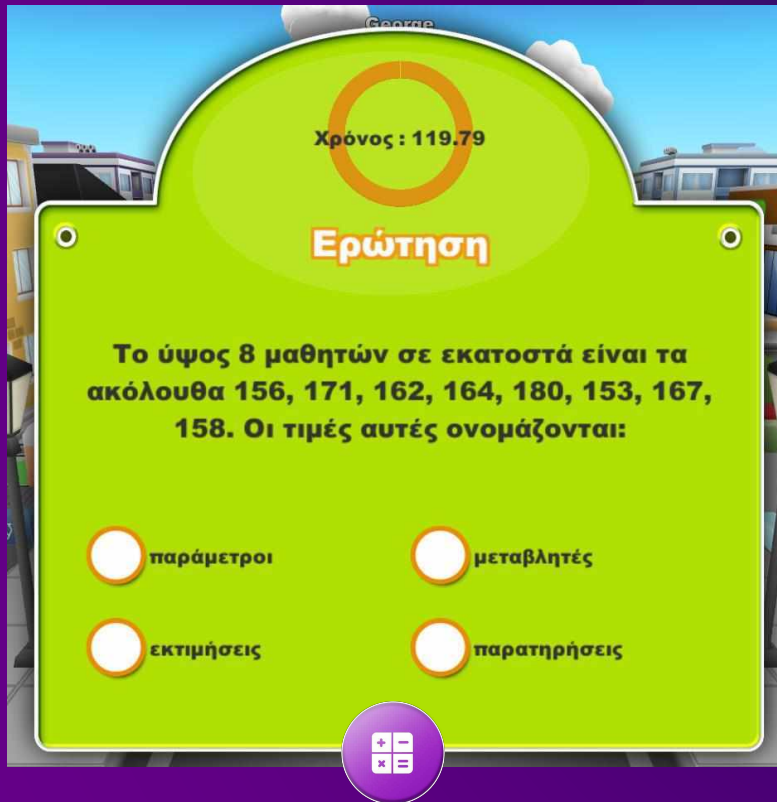 George
Χρόνος : 119.79
Ερώτηση
Το ύψος 8 μαθητών σε εκατοστά είναι τα
ακόλουθα 156, 171, 162, 164, 180, 153, 167,
158. Οι τιμές αυτές ονομάζονται:
παράμετροι
μεταβλητές
εκτιμήσεις
παρατηρήσεις